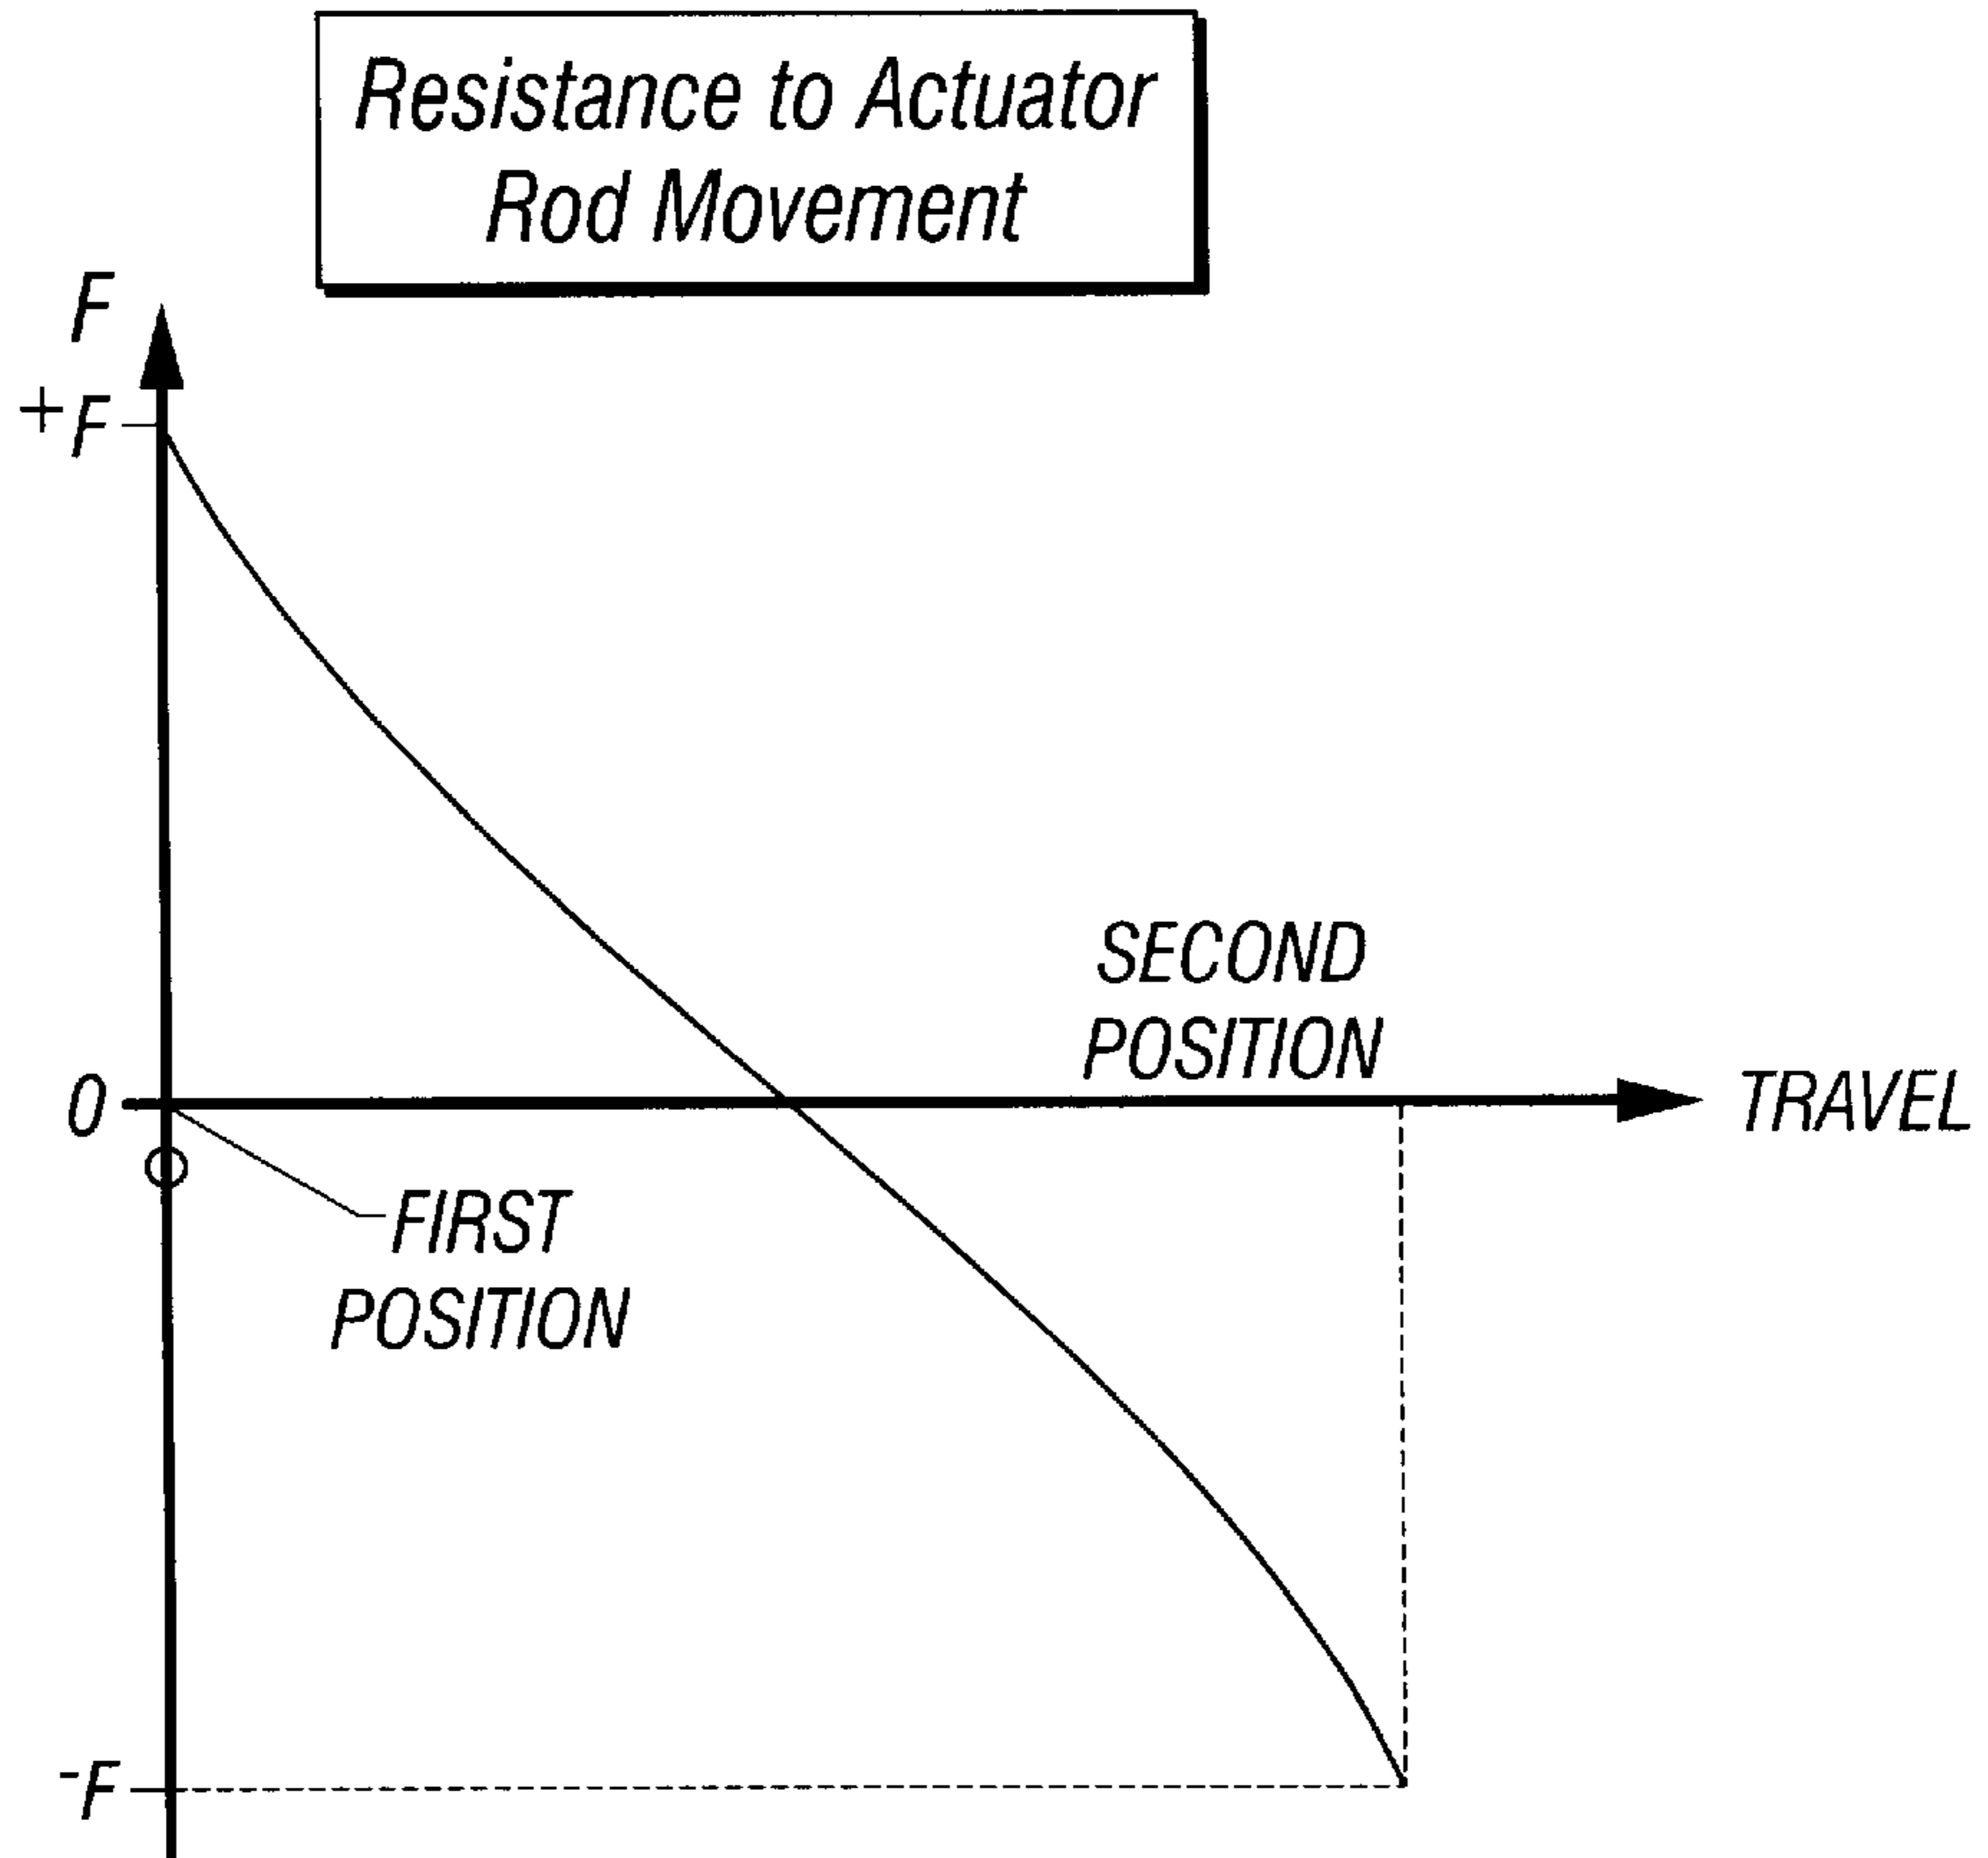 Resistance to Actuator
Rod Movement
F
+F
SECOND
POSITION
0
TRAVEL
FIRST
POSITION
-F